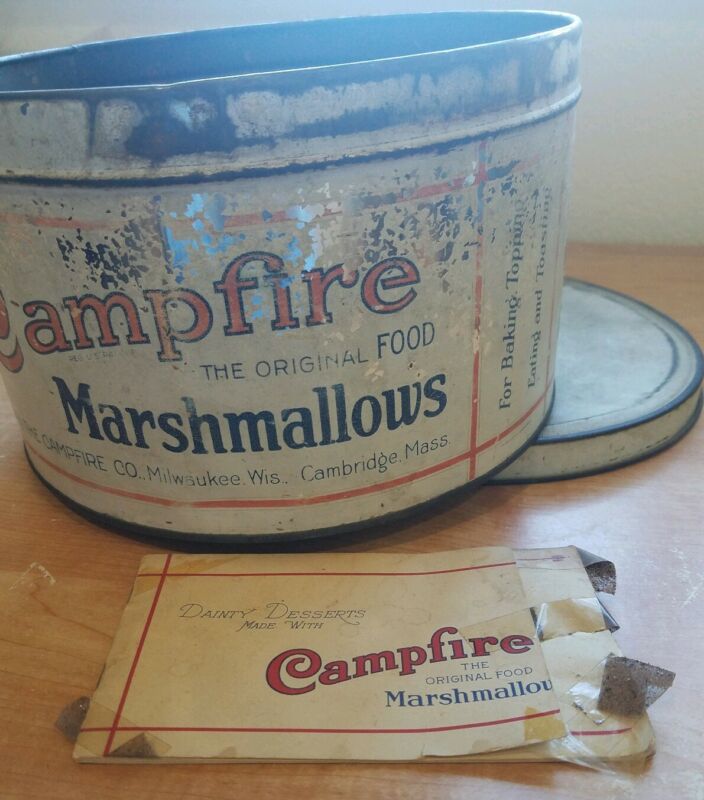 Campfire
THE ORIGINAL FOOD
Marshmallows
THE CAMPFIRE CO., Milwaukee, Wis., Cambridge, Mass.
For Baking, Topping,
Eating and Toasting
DAINTY DESSERTS
MADE WITH
Campfire
THE
ORIGINAL FOOD
Marshmallow